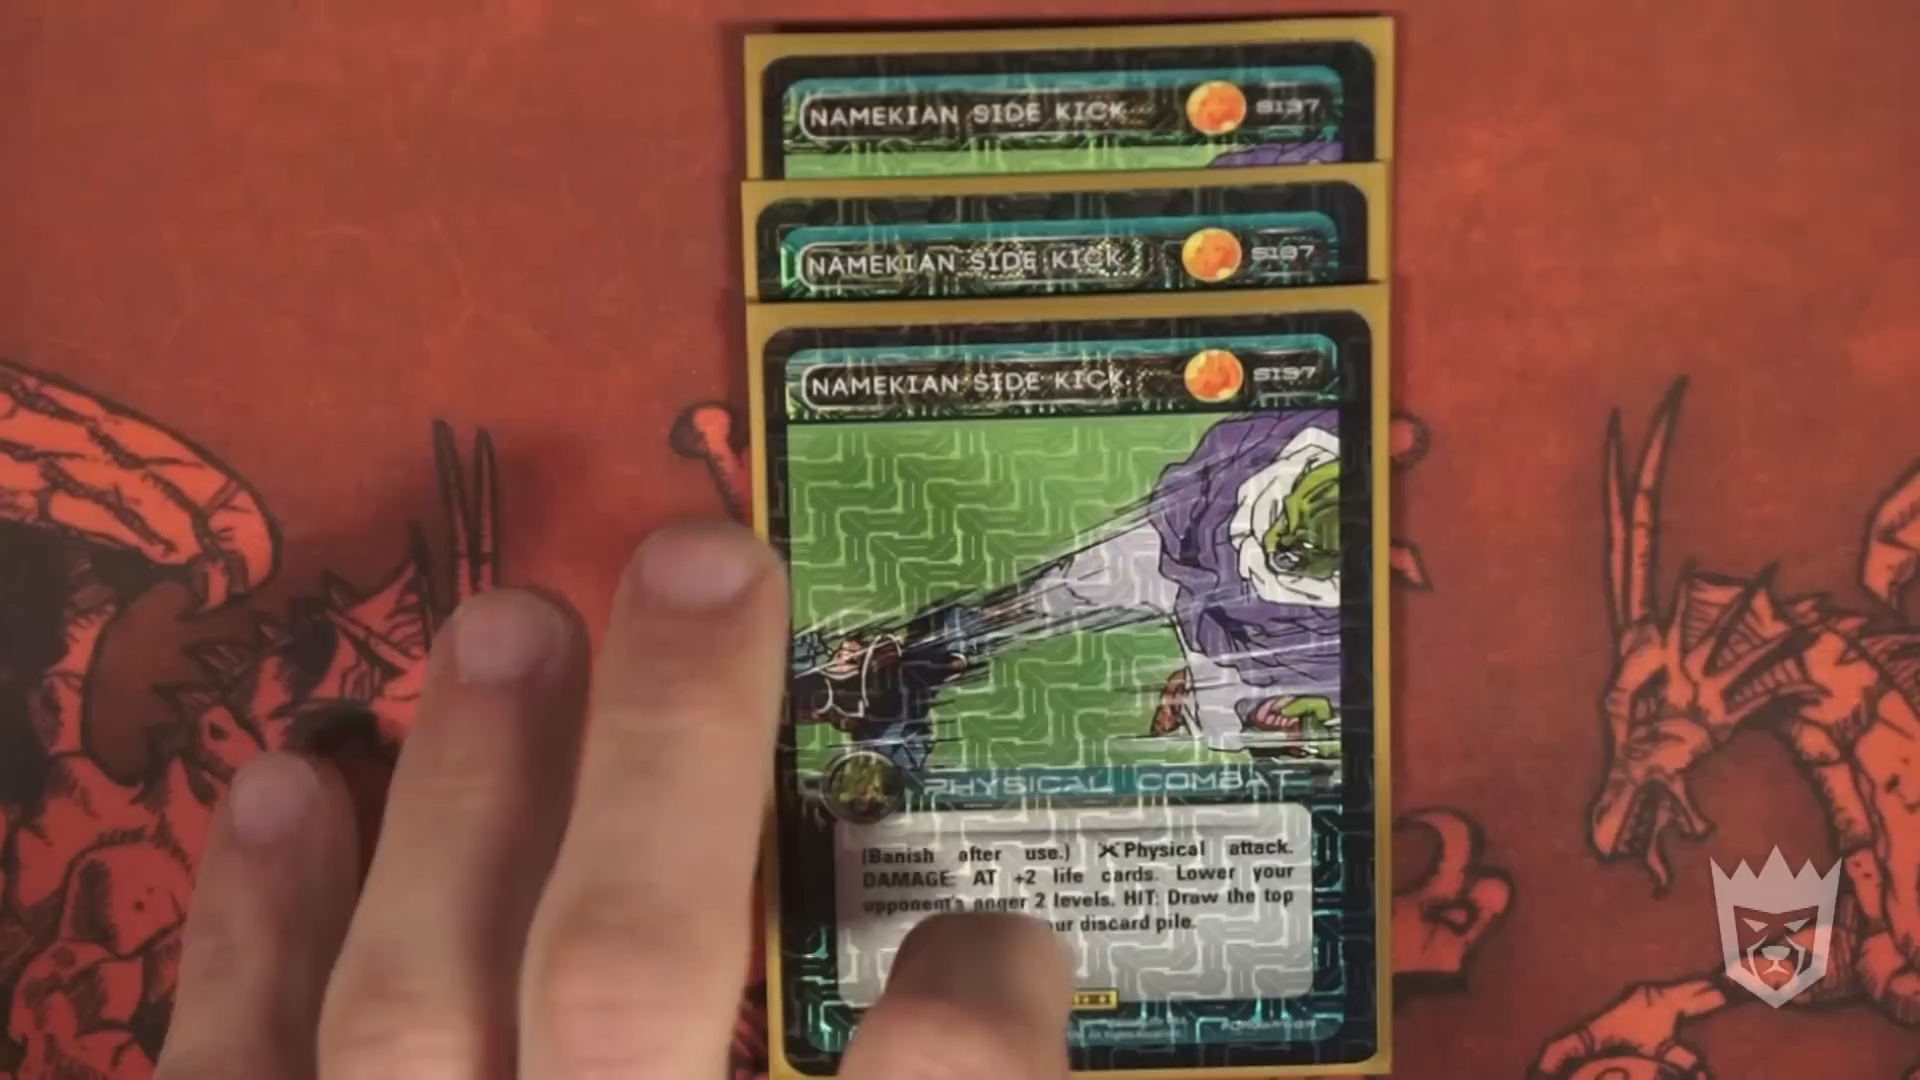 NAMEKIAN SIDE KICK S137
NAMEKIAN SIDE KICK S137
NAMEKIAN SIDE KICK S137
PHYSICAL COMBAT
(Banish after use.) Physical attack.
DAMAGE: AT +2 life cards. Lower your
opponent's anger 2 levels. HIT: Draw the top
discard pile.